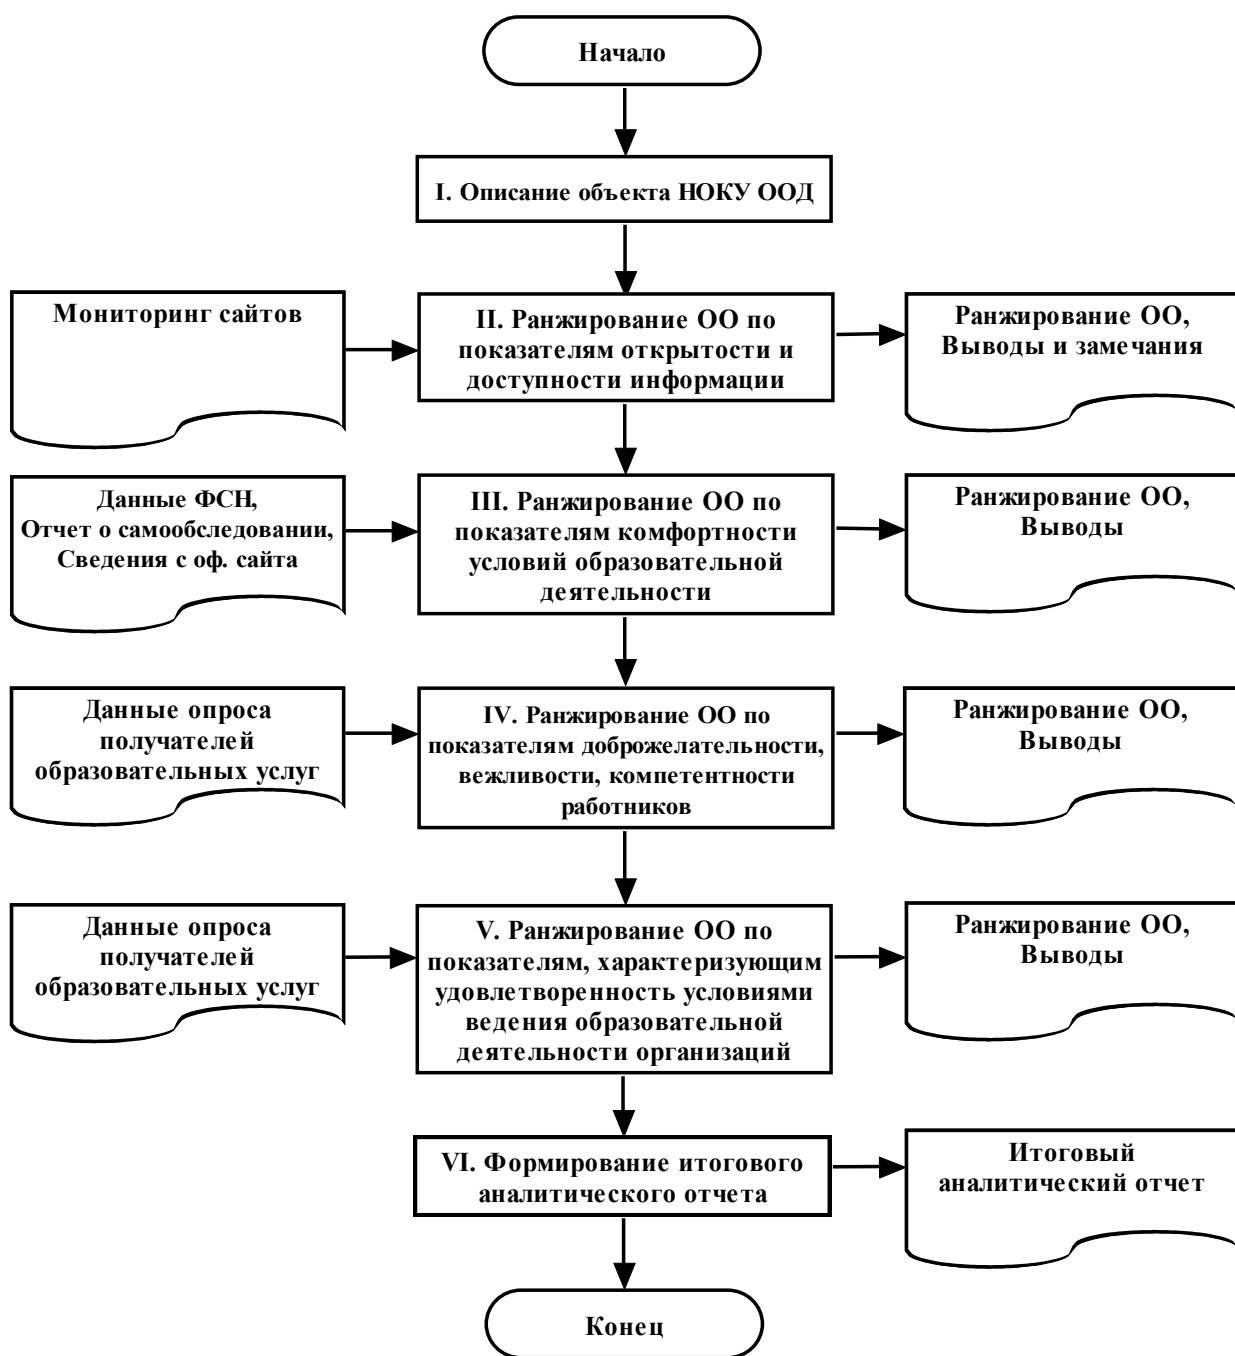 Начало
I. Описание объекта НОКУ ООД
Мониторинг сайтов
II. Ранжирование ОО по
показателям открытости и
доступности информации
Ранжирование ОО,
Выводы и замечания
Данные ФСН,
Отчет о самообследовании,
Сведения с оф. сайта
III. Ранжирование ОО по
показателям комфортности
условий образовательной
деятельности
Ранжирование ОО,
Выводы
Данные опроса
получателей
образовательных услуг
IV. Ранжирование ОО по
показателям доброжелательности,
вежливости, компетентности
работников
Ранжирование ОО,
Выводы
Данные опроса
получателей
образовательных услуг
V. Ранжирование ОО по
показателям, характеризующим
удовлетворенность условиями
ведения образовательной
деятельности организаций
Ранжирование ОО,
Выводы
VI. Формирование итогового
аналитического отчета
Итоговый
аналитический отчет
Конец